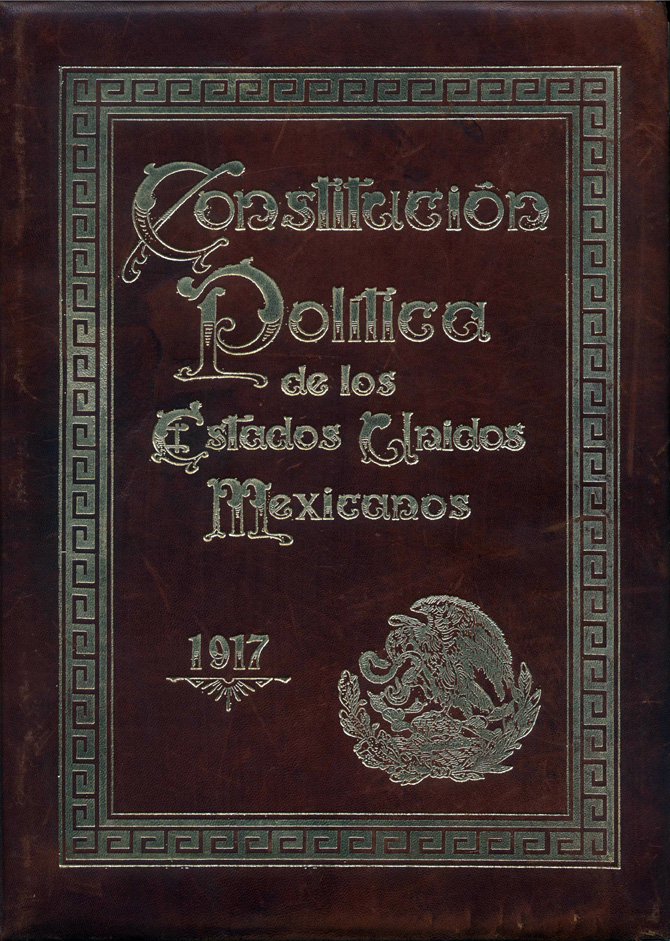 Constitución
Política
de los
Estados Unidos
Mexicanos
1917